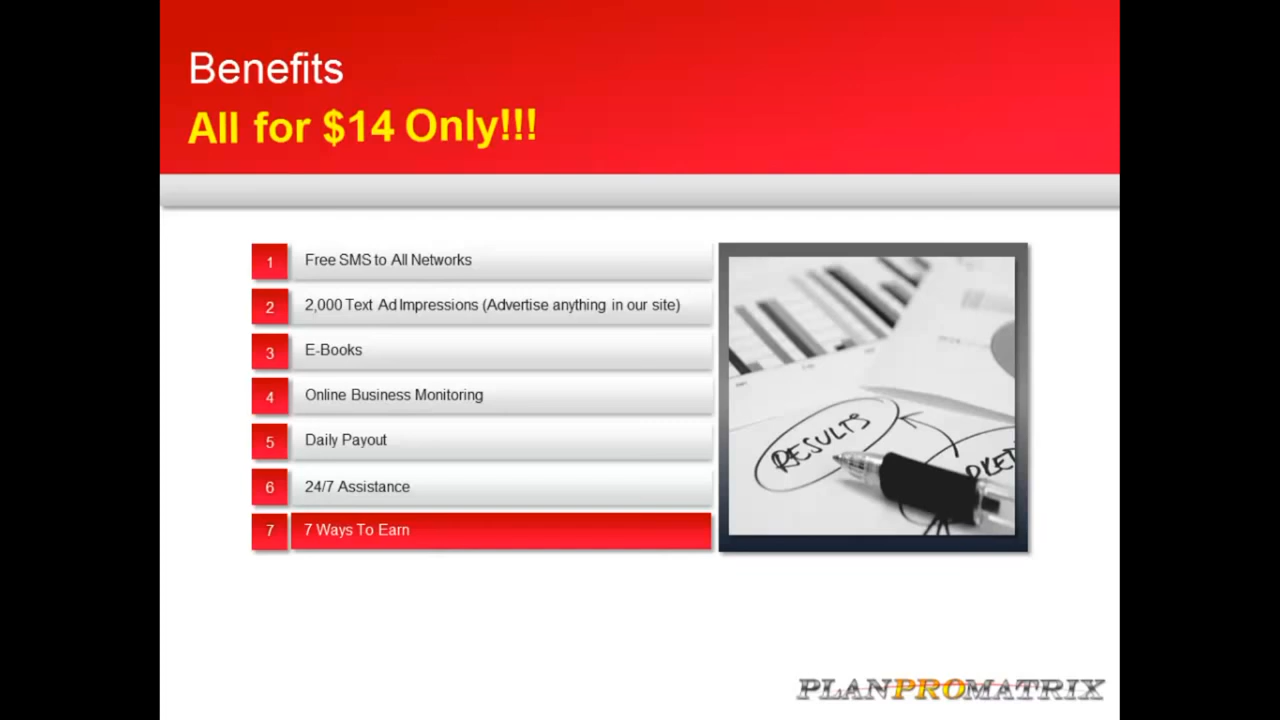 Benefits
All for $14 Only!!!
1 Free SMS to All Networks
2 2,000 Text Ad Impressions (Advertise anything in our site)
3 E-Books
4 Online Business Monitoring
5 Daily Payout
6 24/7 Assistance
7 7 Ways To Earn
RESULTS
PLANPROMATRIX